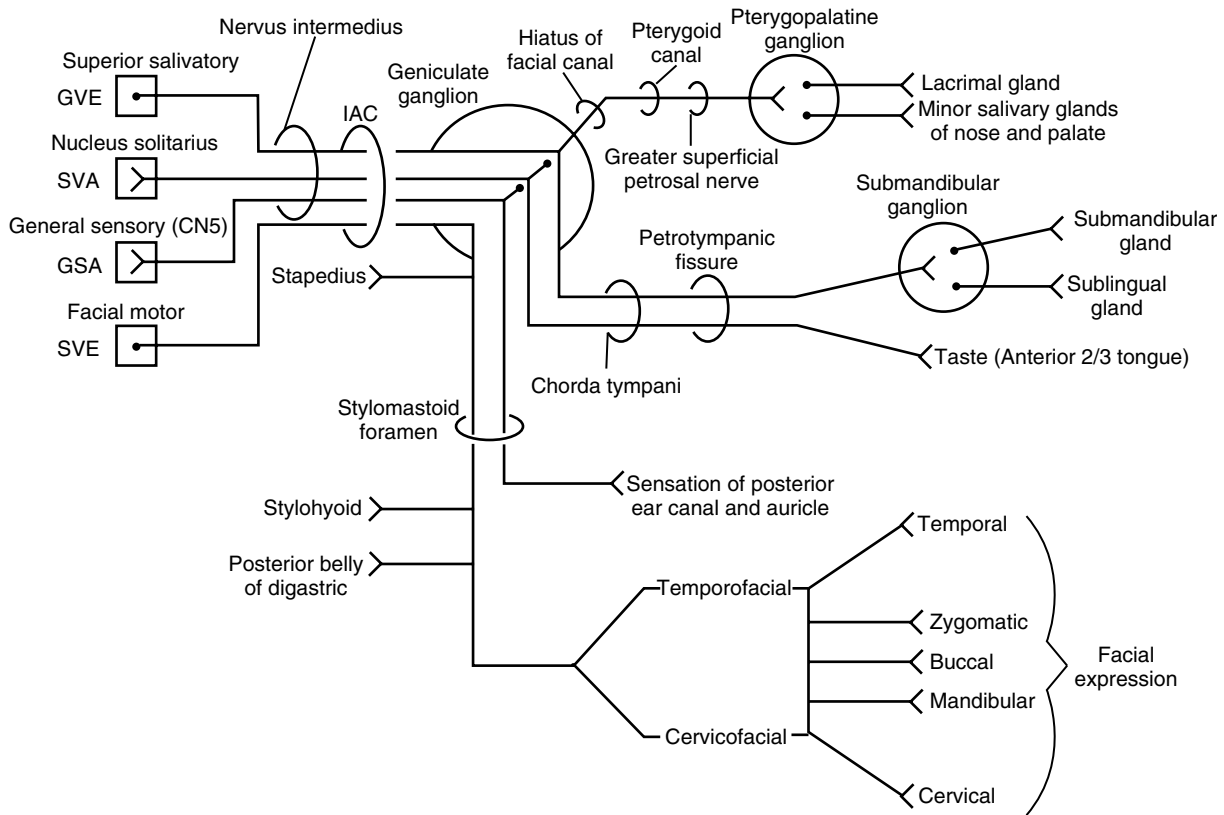 Nervus intermedius
Superior salivatory
GVE
Nucleus solitarius
SVA
General sensory (CN5)
GSA
Facial motor
SVE
IAC
Geniculate
ganglion
Hiatus of
facial canal
Pterygoid
canal
Pterygopalatine
ganglion
Lacrimal gland
Minor salivary glands
of nose and palate
Greater superficial
petrosal nerve
Submandibular
ganglion
Submandibular
gland
Sublingual
gland
Petrotympanic
fissure
Stapedius
Taste (Anterior 2/3 tongue)
Chorda tympani
Stylomastoid
foramen
Sensation of posterior
ear canal and auricle
Stylohyoid
Posterior belly
of digastric
Temporofacial
Cervicofacial
Temporal
Zygomatic
Buccal
Mandibular
Cervical
Facial
expression